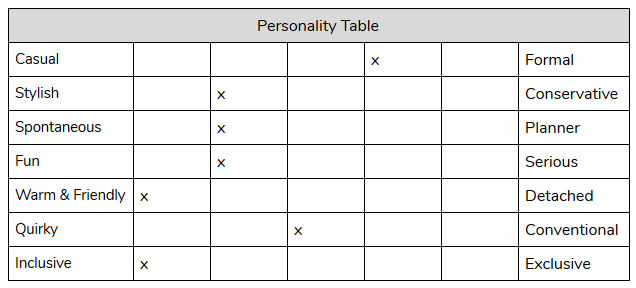 Personality Table
Casual x Formal
Stylish x Conservative
Spontaneous x Planner
Fun x Serious
Warm & Friendly x Detached
Quirky x Conventional
Inclusive x Exclusive